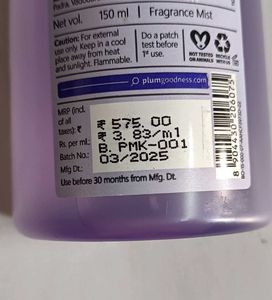 Net vol. 150 ml | Fragrance Mist
Caution: For external use only. Keep in a cool place away from heat and sunlight. Flammable.
Do a patch test before 1st use.
NOT TESTED ON ANIMALS
RECYCLE WITH US
plumgoodness.com
MRP (incl. of all taxes): ₹ ₹ 575.00
Rs. per ml: ₹ 3.83/ml
Batch No.: B. PMK-001
Mfg Dt.: 03/2025
Use before 30 months from Mfg. Dt.